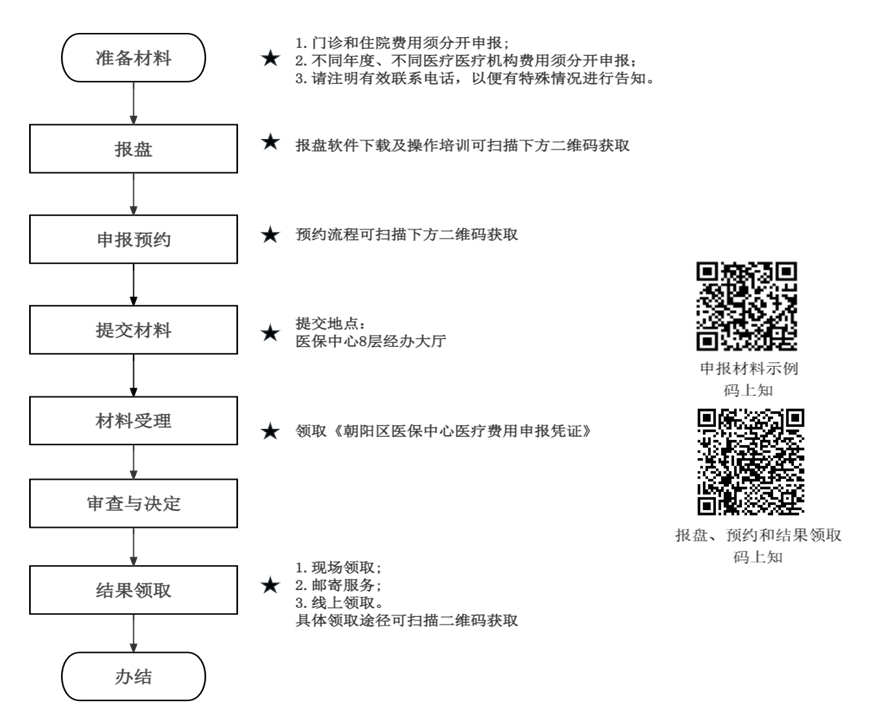 准备材料
★ 1. 门诊和住院费用须分开申报;
2. 不同年度、不同医疗医疗机构费用须分开申报;
3. 请注明有效联系电话，以便有特殊情况进行告知。
报盘
★ 报盘软件下载及操作培训可扫描下方二维码获取
申报预约
★ 预约流程可扫描下方二维码获取
提交材料
★ 提交地点:
医保中心8层经办大厅
申报材料示例
码上知
材料受理
★ 领取《朝阳区医保中心医疗费用申报凭证》
审查与决定
报盘、预约和结果领取
码上知
结果领取
★ 1. 现场领取;
2. 邮寄服务;
3. 线上领取。
具体领取途径可扫描二维码获取
办结